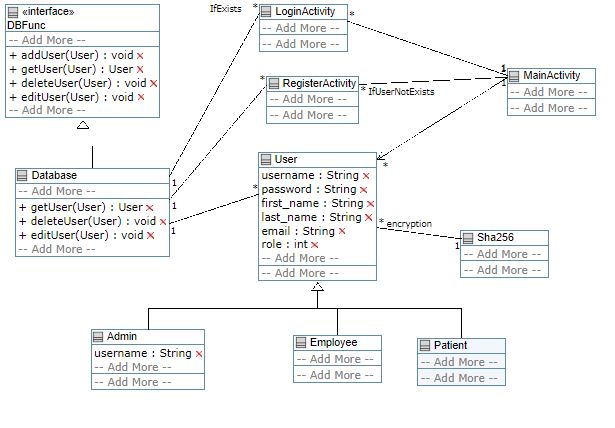 «interface»
DBFunc
-- Add More --
+ addUser(User) : void
+ getUser(User) : User
+ deleteUser(User) : void
+ editUser(User) : void
-- Add More --
IfExists
*
LoginActivity
*
-- Add More --
-- Add More --
*
RegisterActivity
-- Add More --
-- Add More --
* IfUserNotExists
1
1
MainActivity
-- Add More --
-- Add More --
Database
-- Add More --
+ getUser(User) : User
+ deleteUser(User) : void
+ editUser(User) : void
-- Add More --
1
1
1
*
*
User
username : String
password : String
first_name : String
last_name : String
email : String
role : int
-- Add More --
-- Add More --
* encryption
1
Sha256
-- Add More --
-- Add More --
Admin
username : String
-- Add More --
-- Add More --
Employee
-- Add More --
-- Add More --
Patient
-- Add More --
-- Add More --